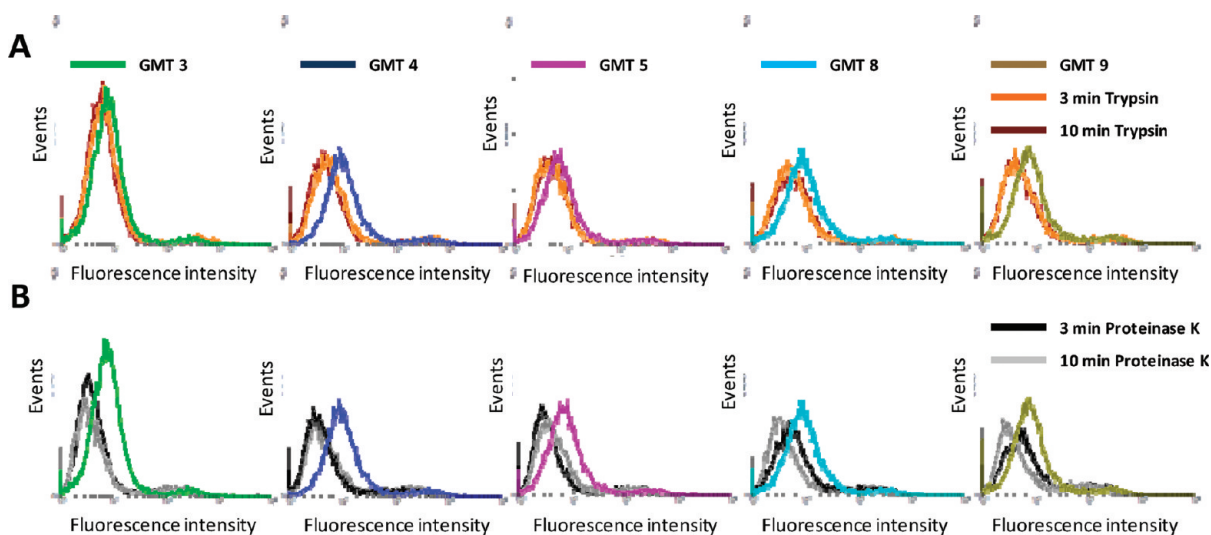 A
GMT 3
GMT 4
GMT 5
GMT 8
GMT 9
3 min Trypsin
10 min Trypsin
Events
Events
Events
Events
Events
Fluorescence intensity
Fluorescence intensity
Fluorescence intensity
Fluorescence intensity
Fluorescence intensity
B
3 min Proteinase K
10 min Proteinase K
Events
Events
Events
Events
Events
Fluorescence intensity
Fluorescence intensity
Fluorescence intensity
Fluorescence intensity
Fluorescence intensity